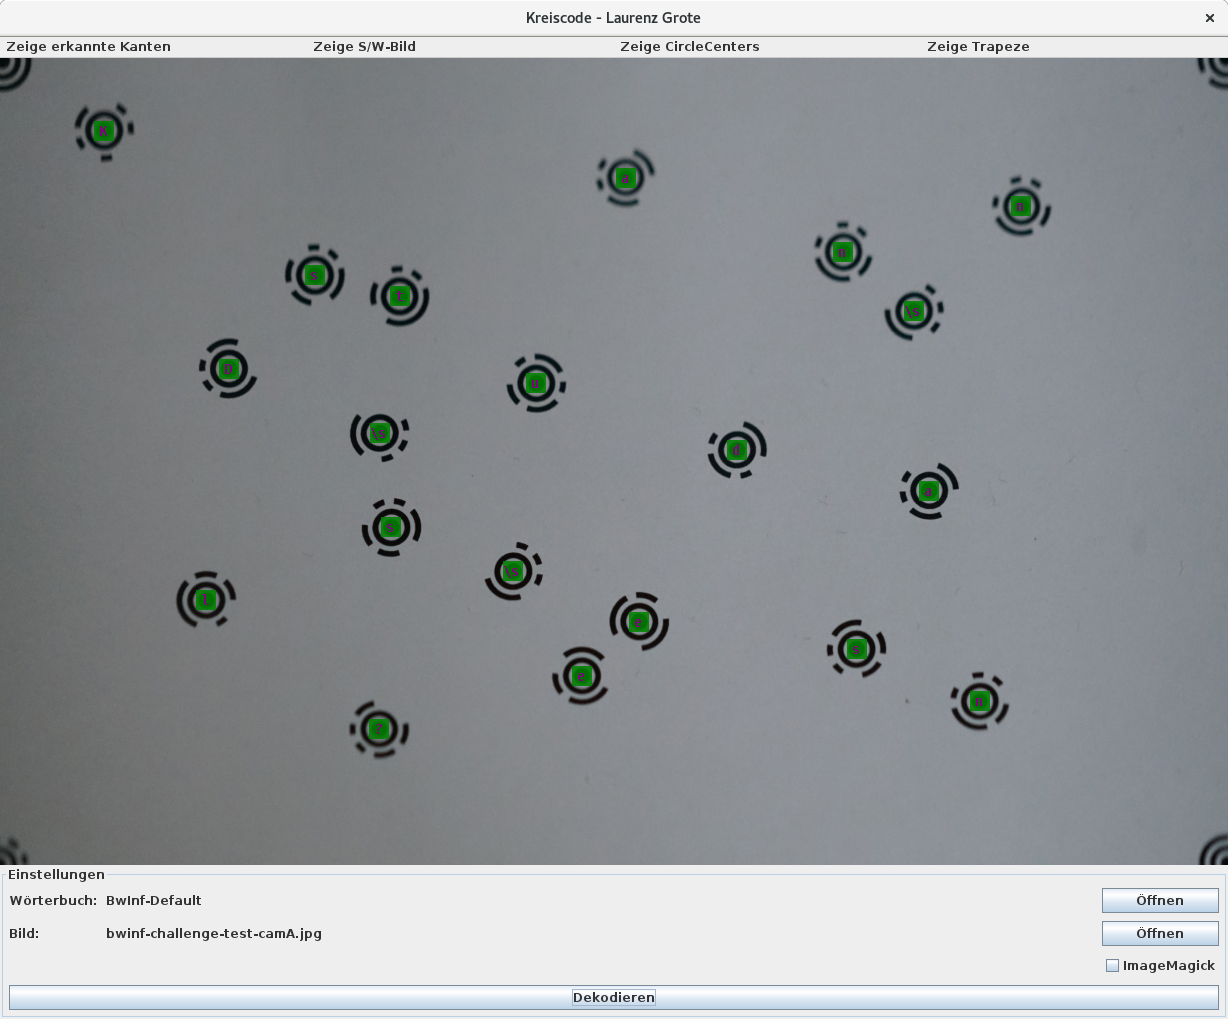 Kreiscode - Laurenz Grote
Zeige erkannte Kanten Zeige S/W-Bild Zeige CircleCenters Zeige Trapeze
K
n
s
t
\s
d
\s
l
Einstellungen
Wörterbuch: BwInf-Default Öffnen
Bild: bwinf-challenge-test-camA.jpg Öffnen
ImageMagick
Dekodieren